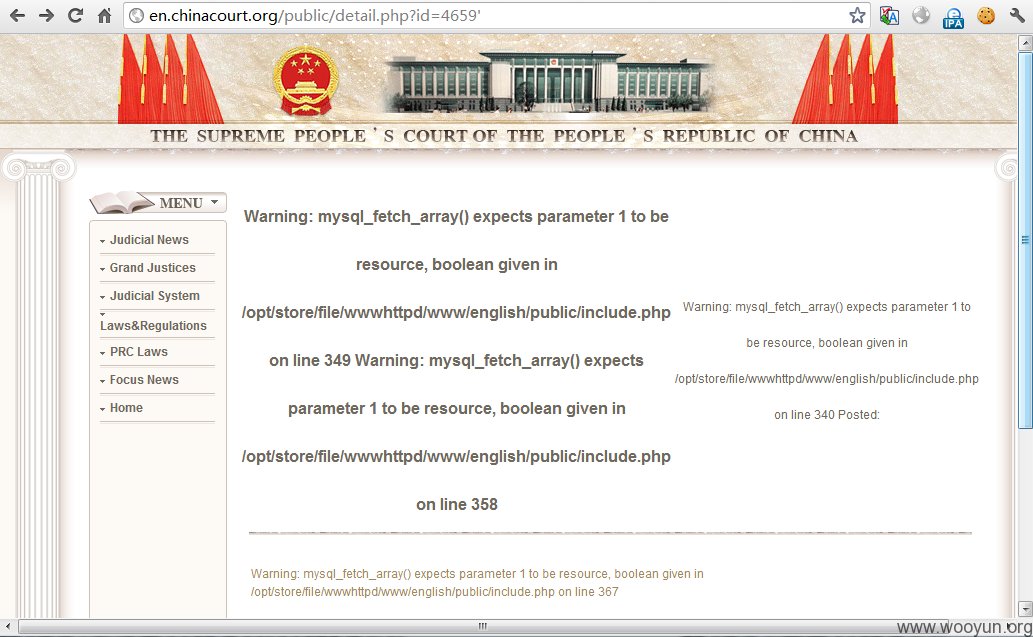 en.chinacourt.org/public/detail.php?id=4659'
IPA
THE SUPREME PEOPLE'S COURT OF THE PEOPLE'S REPUBLIC OF CHINA
MENU
Judicial News
Grand Justices
Judicial System
Laws&Regulations
PRC Laws
Focus News
Home
Warning: mysql_fetch_array() expects parameter 1 to be
resource, boolean given in
/opt/store/file/wwwhttpd/www/english/public/include.php
on line 349 Warning: mysql_fetch_array() expects
parameter 1 to be resource, boolean given in
/opt/store/file/wwwhttpd/www/english/public/include.php
on line 358
Warning: mysql_fetch_array() expects parameter 1 to
be resource, boolean given in
/opt/store/file/wwwhttpd/www/english/public/include.php
on line 340 Posted:
Warning: mysql_fetch_array() expects parameter 1 to be resource, boolean given in
/opt/store/file/wwwhttpd/www/english/public/include.php on line 367
www.wooyun.org